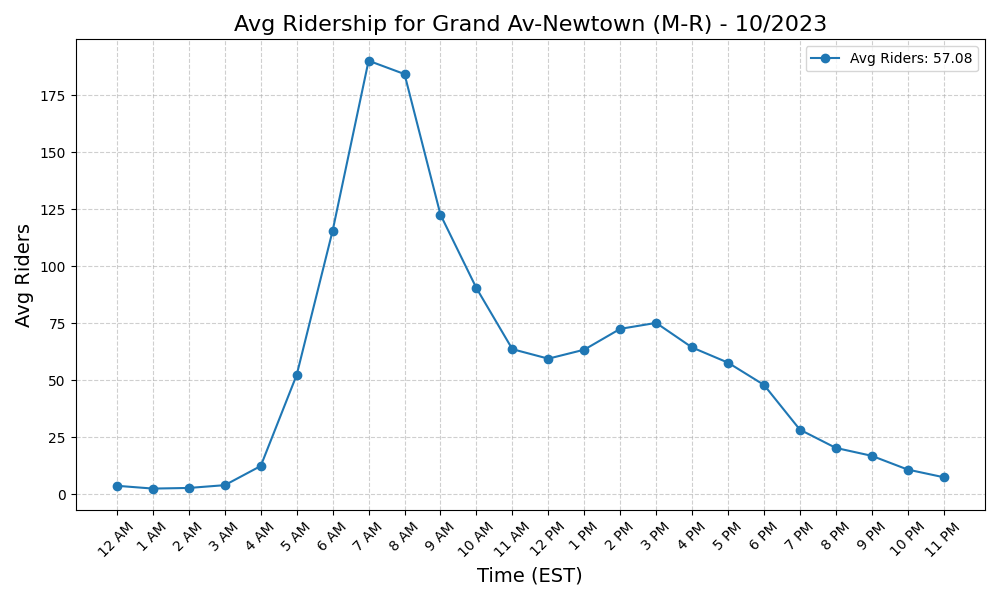 Avg Ridership for Grand Av-Newtown (M-R) - 10/2023
Avg Riders: 57.08
Avg Riders
175
150
125
100
75
50
25
0
12 AM
1 AM
2 AM
3 AM
4 AM
5 AM
6 AM
7 AM
8 AM
9 AM
10 AM
11 AM
12 PM
1 PM
2 PM
3 PM
4 PM
5 PM
6 PM
7 PM
8 PM
9 PM
10 PM
11 PM
Time (EST)